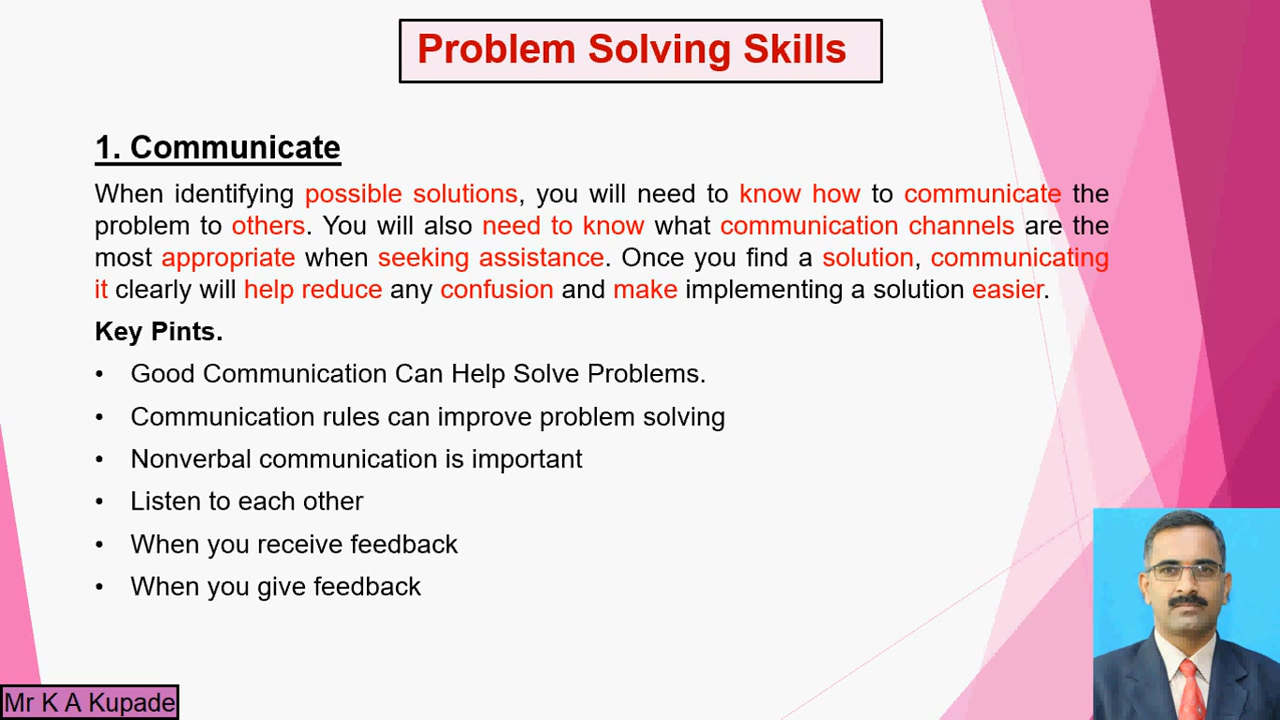 Problem Solving Skills
1. Communicate
When identifying possible solutions, you will need to know how to communicate the
problem to others. You will also need to know what communication channels are the
most appropriate when seeking assistance. Once you find a solution, communicating
it clearly will help reduce any confusion and make implementing a solution easier.
Key Pints.
• Good Communication Can Help Solve Problems.
• Communication rules can improve problem solving
• Nonverbal communication is important
• Listen to each other
• When you receive feedback
• When you give feedback
Mr K A Kupade